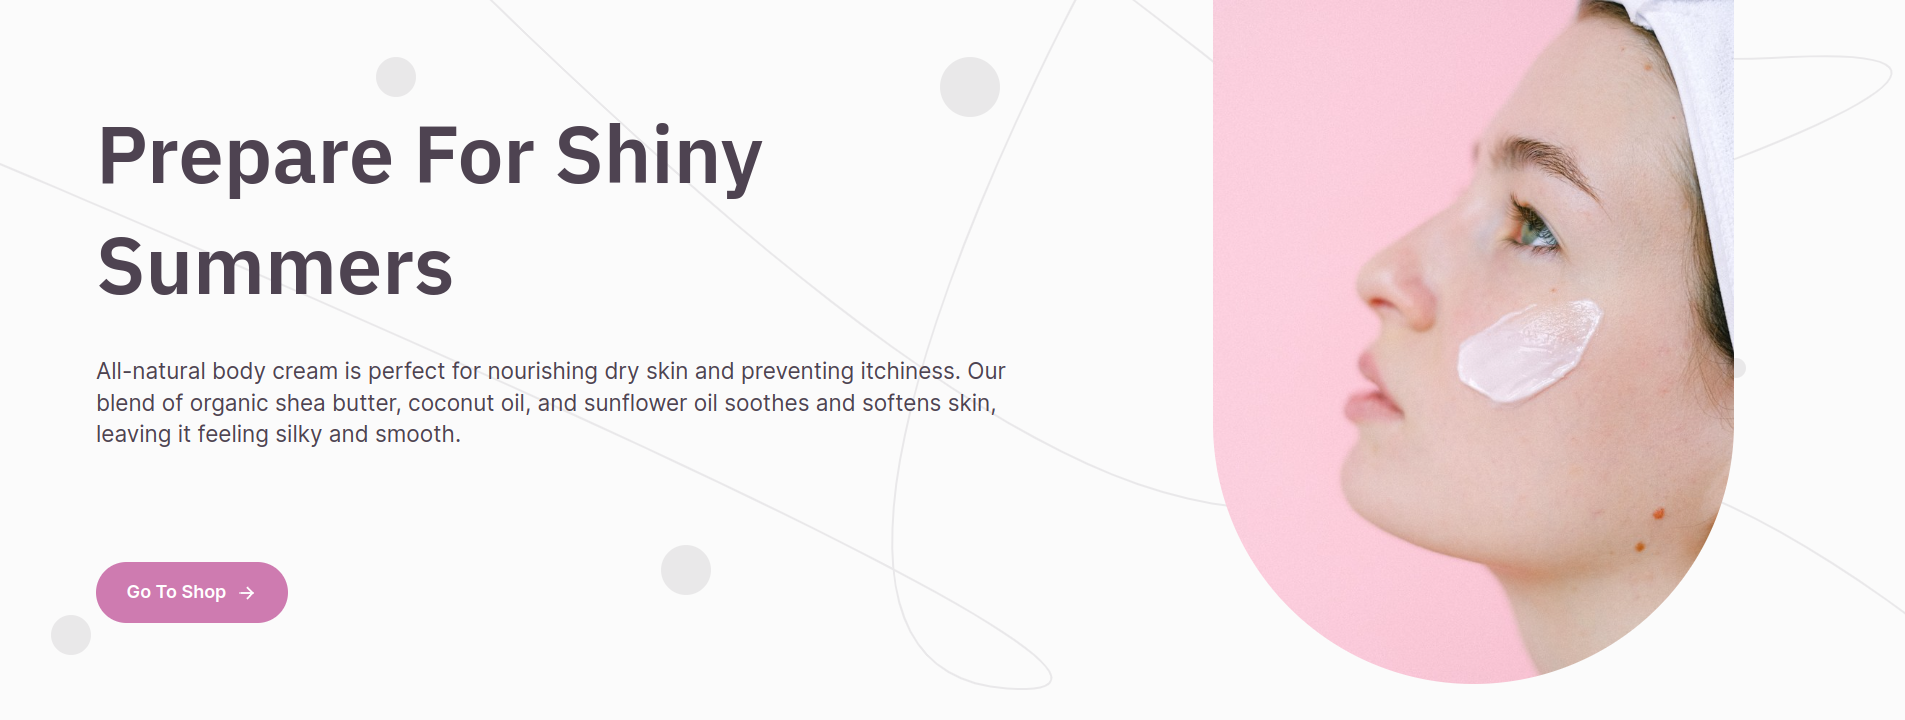 Prepare For Shiny
Summers
All-natural body cream is perfect for nourishing dry skin and preventing itchiness. Our
blend of organic shea butter, coconut oil, and sunflower oil soothes and softens skin,
leaving it feeling silky and smooth.
Go To Shop →